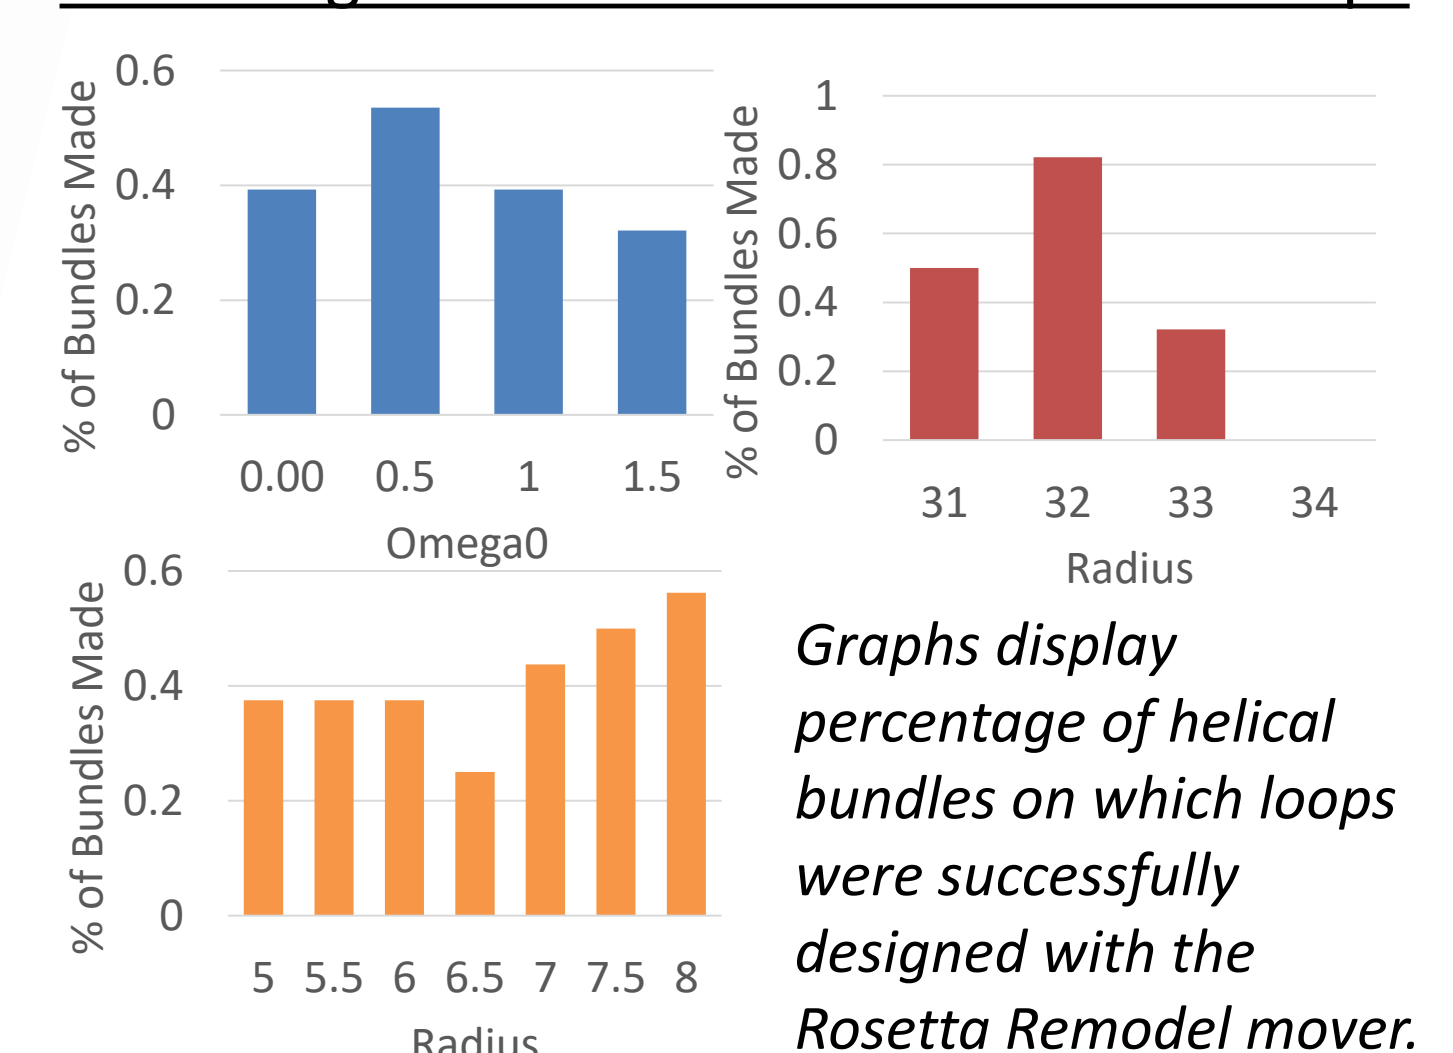 % of Bundles Made
0.6
0.4
0.2
0
0.00 0.5 1 1.5
Omega0
% of Bundles Made
1
0.8
0.6
0.4
0.2
0
31 32 33 34
Radius
% of Bundles Made
0.6
0.4
0.2
0
5 5.5 6 6.5 7 7.5 8
Radius
Graphs display
percentage of helical
bundles on which loops
were successfully
designed with the
Rosetta Remodel mover.